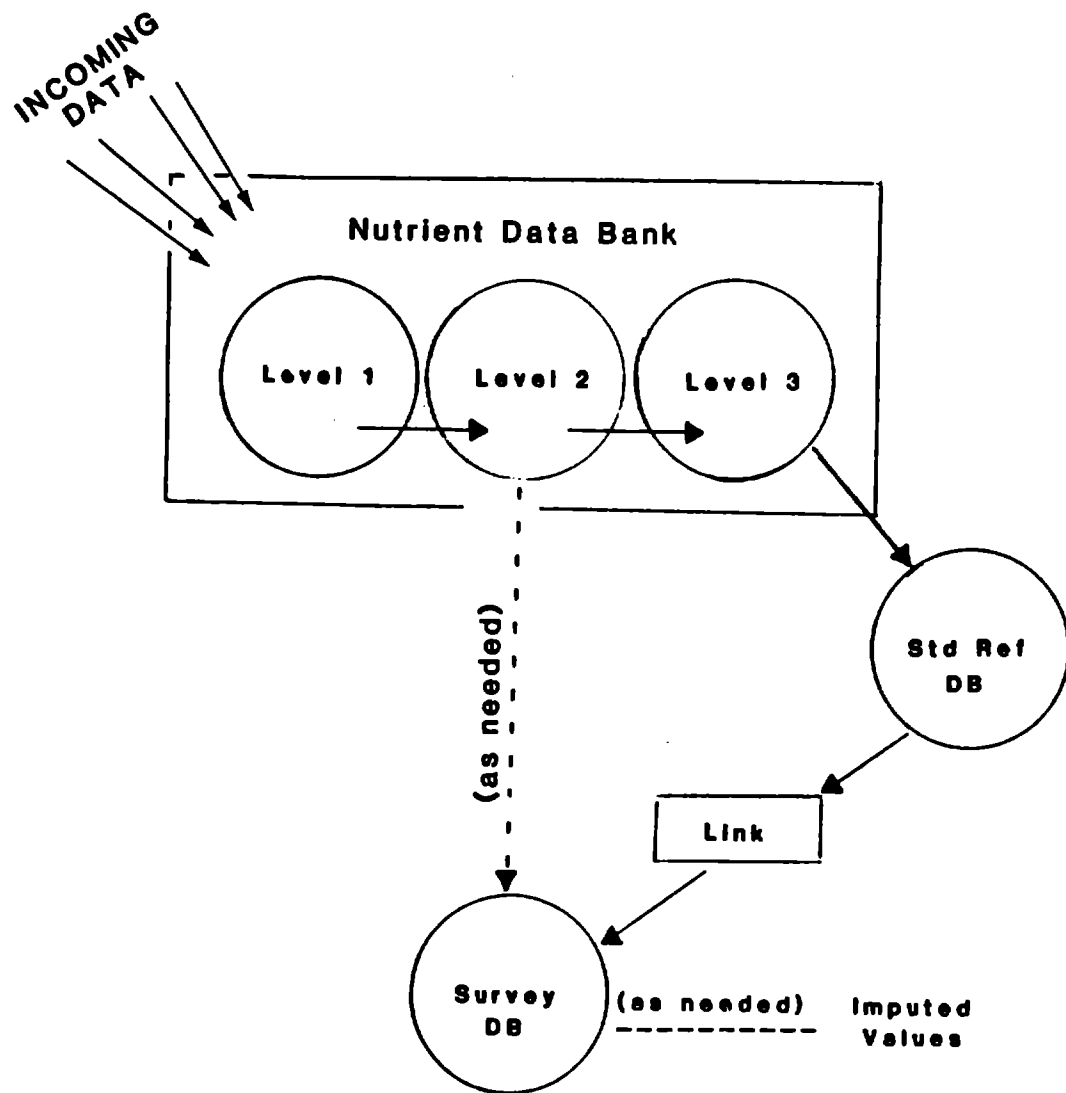 INCOMING
DATA
Nutrient Data Bank
Level 1
Level 2
Level 3
(as needed)
Std Ref
DB
Link
Survey
DB
(as needed)
Imputed
Values